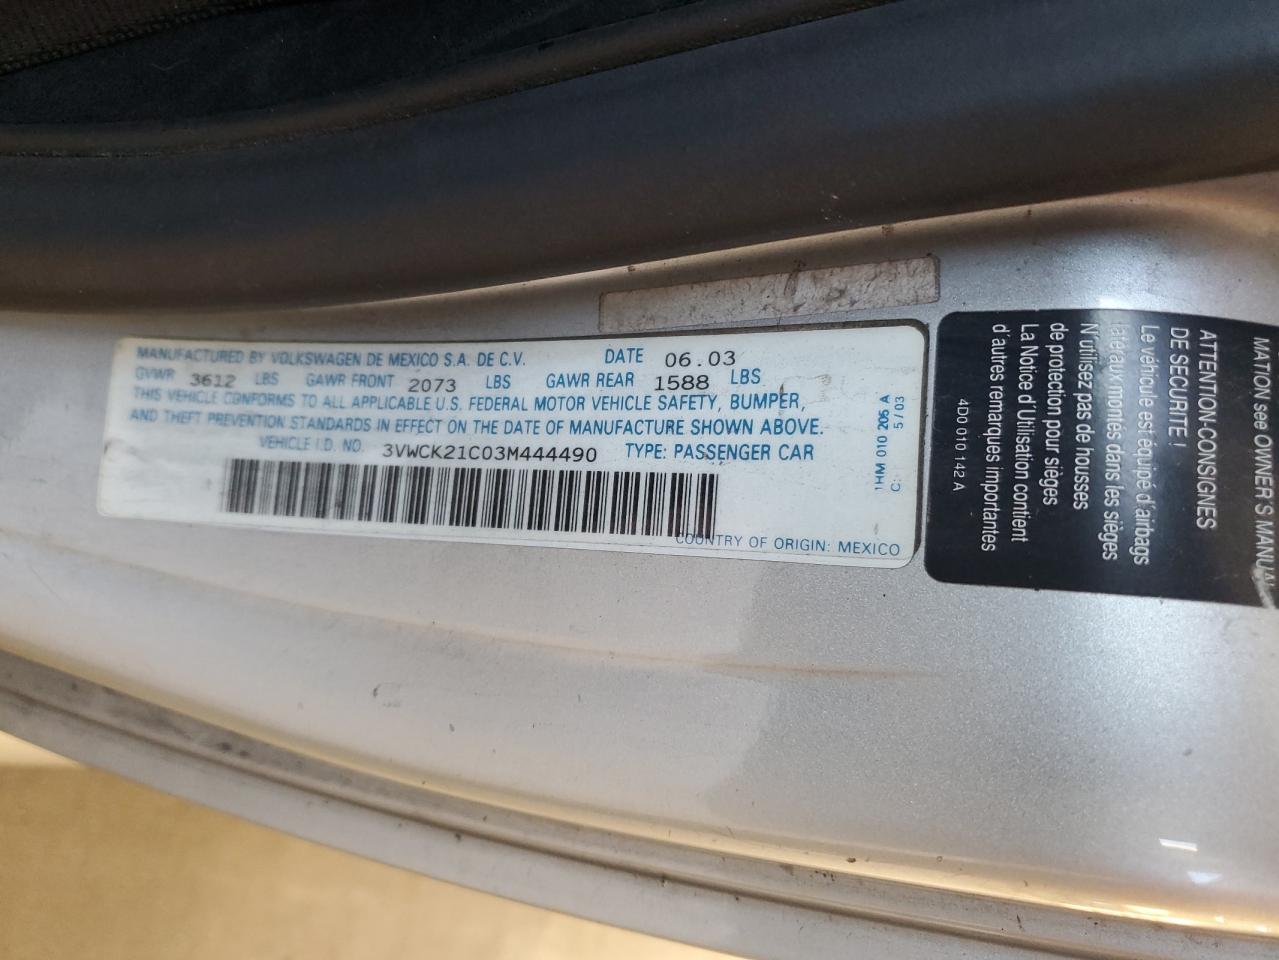 MANUFACTURED BY VOLKSWAGEN DE MEXICO S.A. DE C.V. DATE 06.03
GVWR 3612 LBS GAWR FRONT 2073 LBS GAWR REAR 1588 LBS
THIS VEHICLE CONFORMS TO ALL APPLICABLE U.S. FEDERAL MOTOR VEHICLE SAFETY, BUMPER,
AND THEFT PREVENTION STANDARDS IN EFFECT ON THE DATE OF MANUFACTURE SHOWN ABOVE.
VEHICLE I.D. NO. 3VWCK21C03M444490 TYPE: PASSENGER CAR
COUNTRY OF ORIGIN: MEXICO
1HM 010 206 A
C: 5/03
MATION see OWNER'S MANUAL
ATTENTION-CONSIGNES
DE SECURITE !
Le véhicule est équipé d'airbags
latéraux montés dans les sièges
N'utilisez pas de housses
de protection pour sièges
La Notice d'Utilisation contient
d'autres remarques importantes
4D0 010 142 A